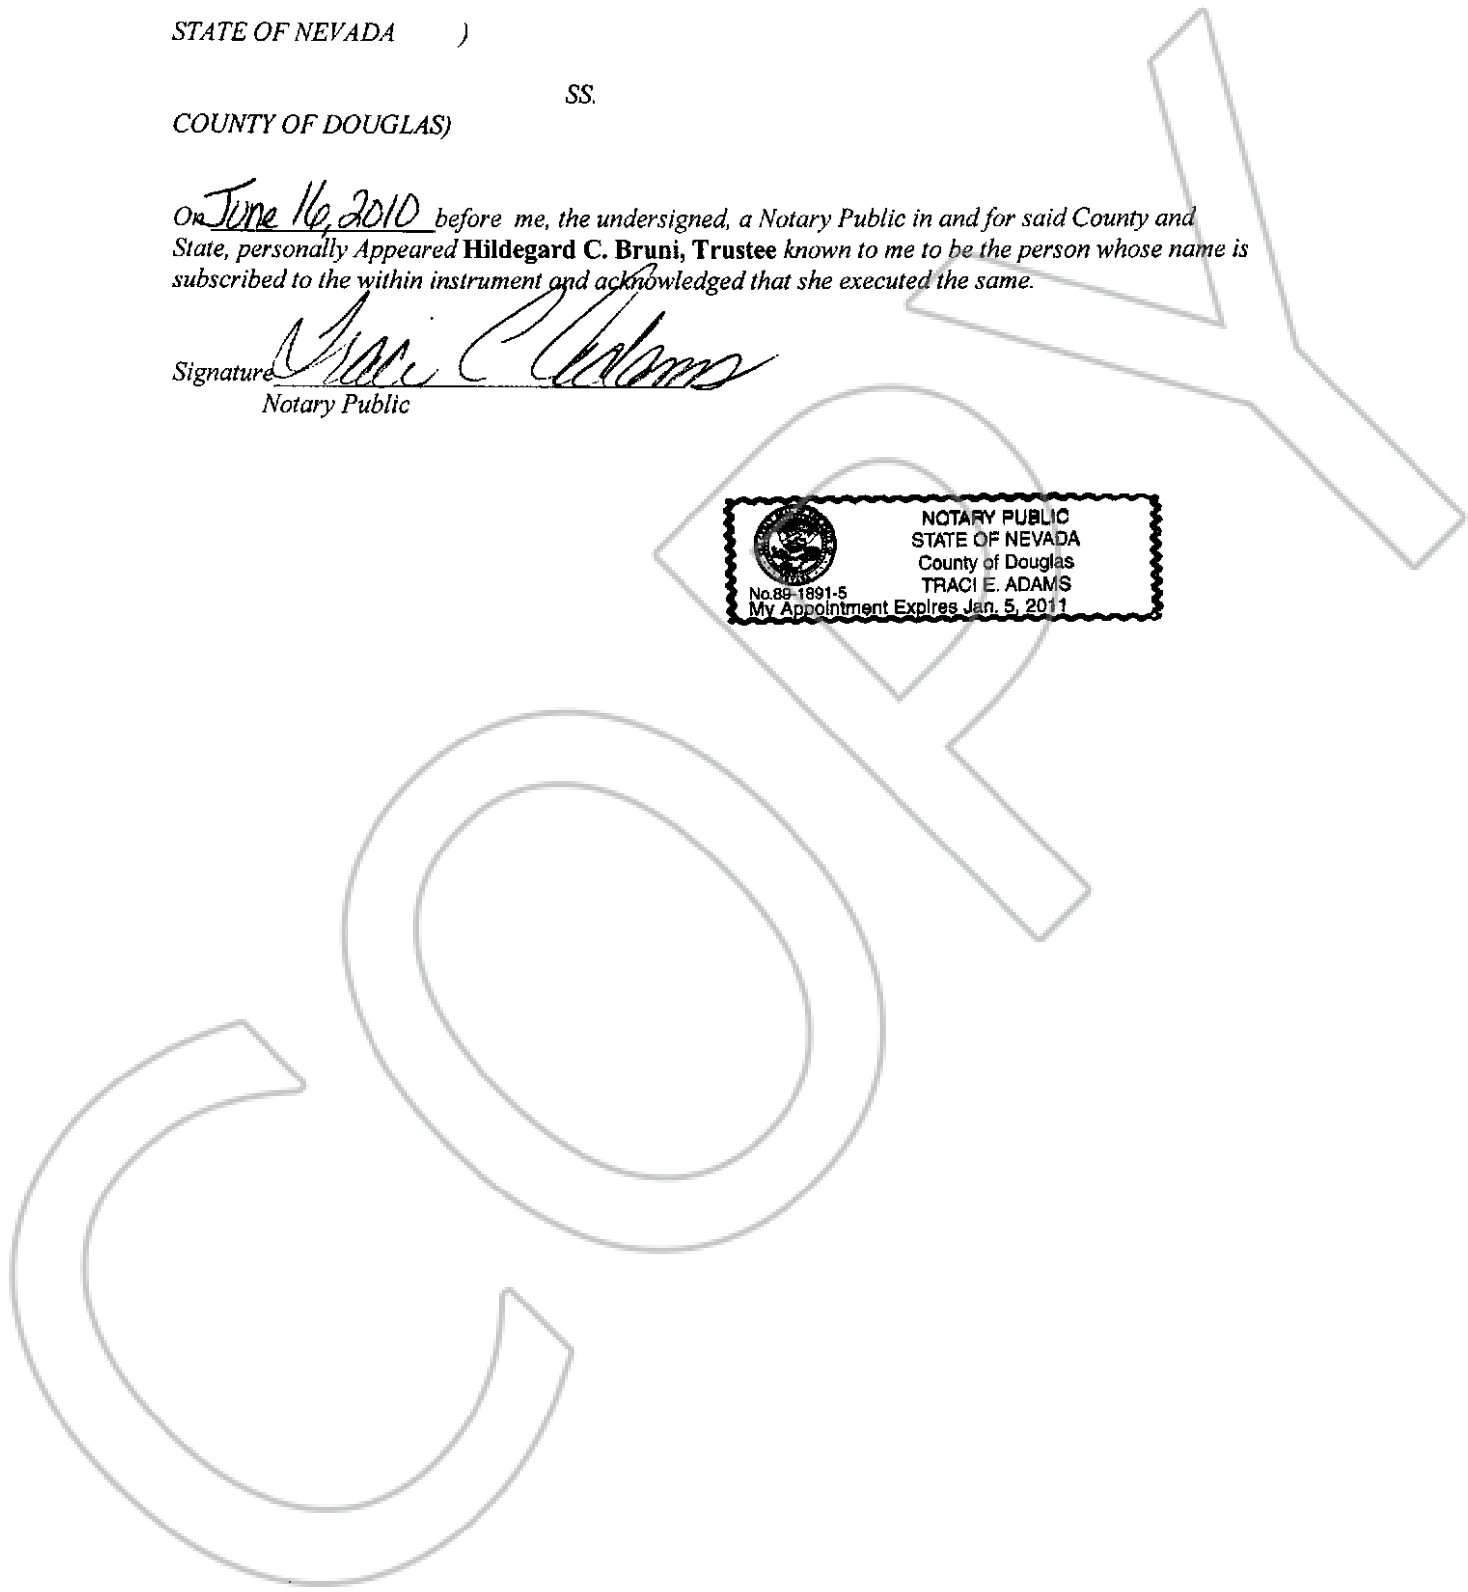 STATE OF NEVADA )
SS.
COUNTY OF DOUGLAS)
On June 16, 2010 before me, the undersigned, a Notary Public in and for said County and
State, personally Appeared Hildegard C. Bruni, Trustee known to me to be the person whose name is
subscribed to the within instrument and acknowledged that she executed the same.
Signature Traci E Adams
Notary Public
NOTARY PUBLIC
STATE OF NEVADA
County of Douglas
TRACI E. ADAMS
No.89-1891-5
My Appointment Expires Jan. 5, 2011
COPY